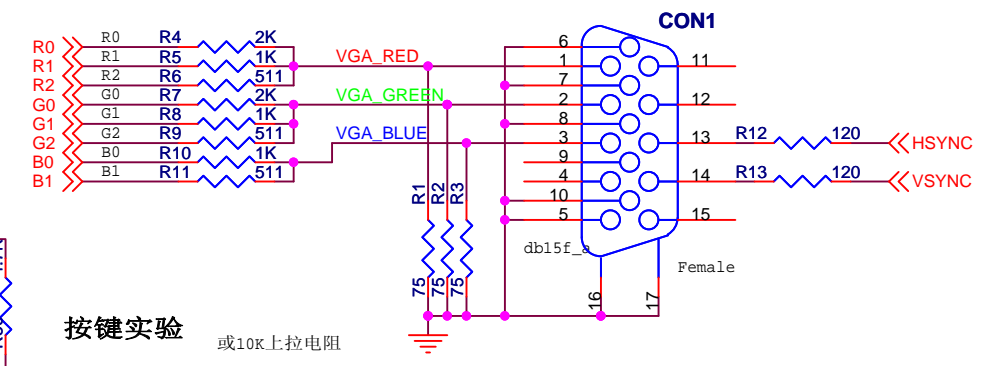 CON1
R0 R0 R4 2K 6
R1 R1 R5 1K VGA_RED 1 11
R2 R2 R6 511 7
G0 G0 R7 2K VGA_GREEN 2 12
G1 G1 R8 1K 8
G2 G2 R9 511 VGA_BLUE 3 13 R12 120 HSYNC
B0 B0 R10 1K 9
B1 B1 R11 511 4 14 R13 120 VSYNC
R1 R2 R3 10
5 15
db15f_a
Female
75 75 75 16 17
按键实验
或10K上拉电阻